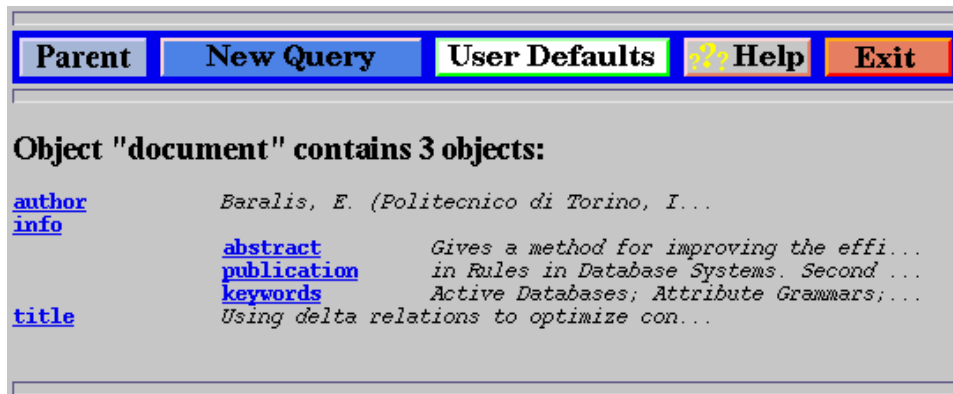 Parent New Query User Defaults ??? Help Exit
Object "document" contains 3 objects:
author Baralis, E. (Politecnico di Torino, I...
info
abstract Gives a method for improving the effi...
publication in Rules in Database Systems. Second ...
keywords Active Databases; Attribute Grammars;...
title Using delta relations to optimize con...